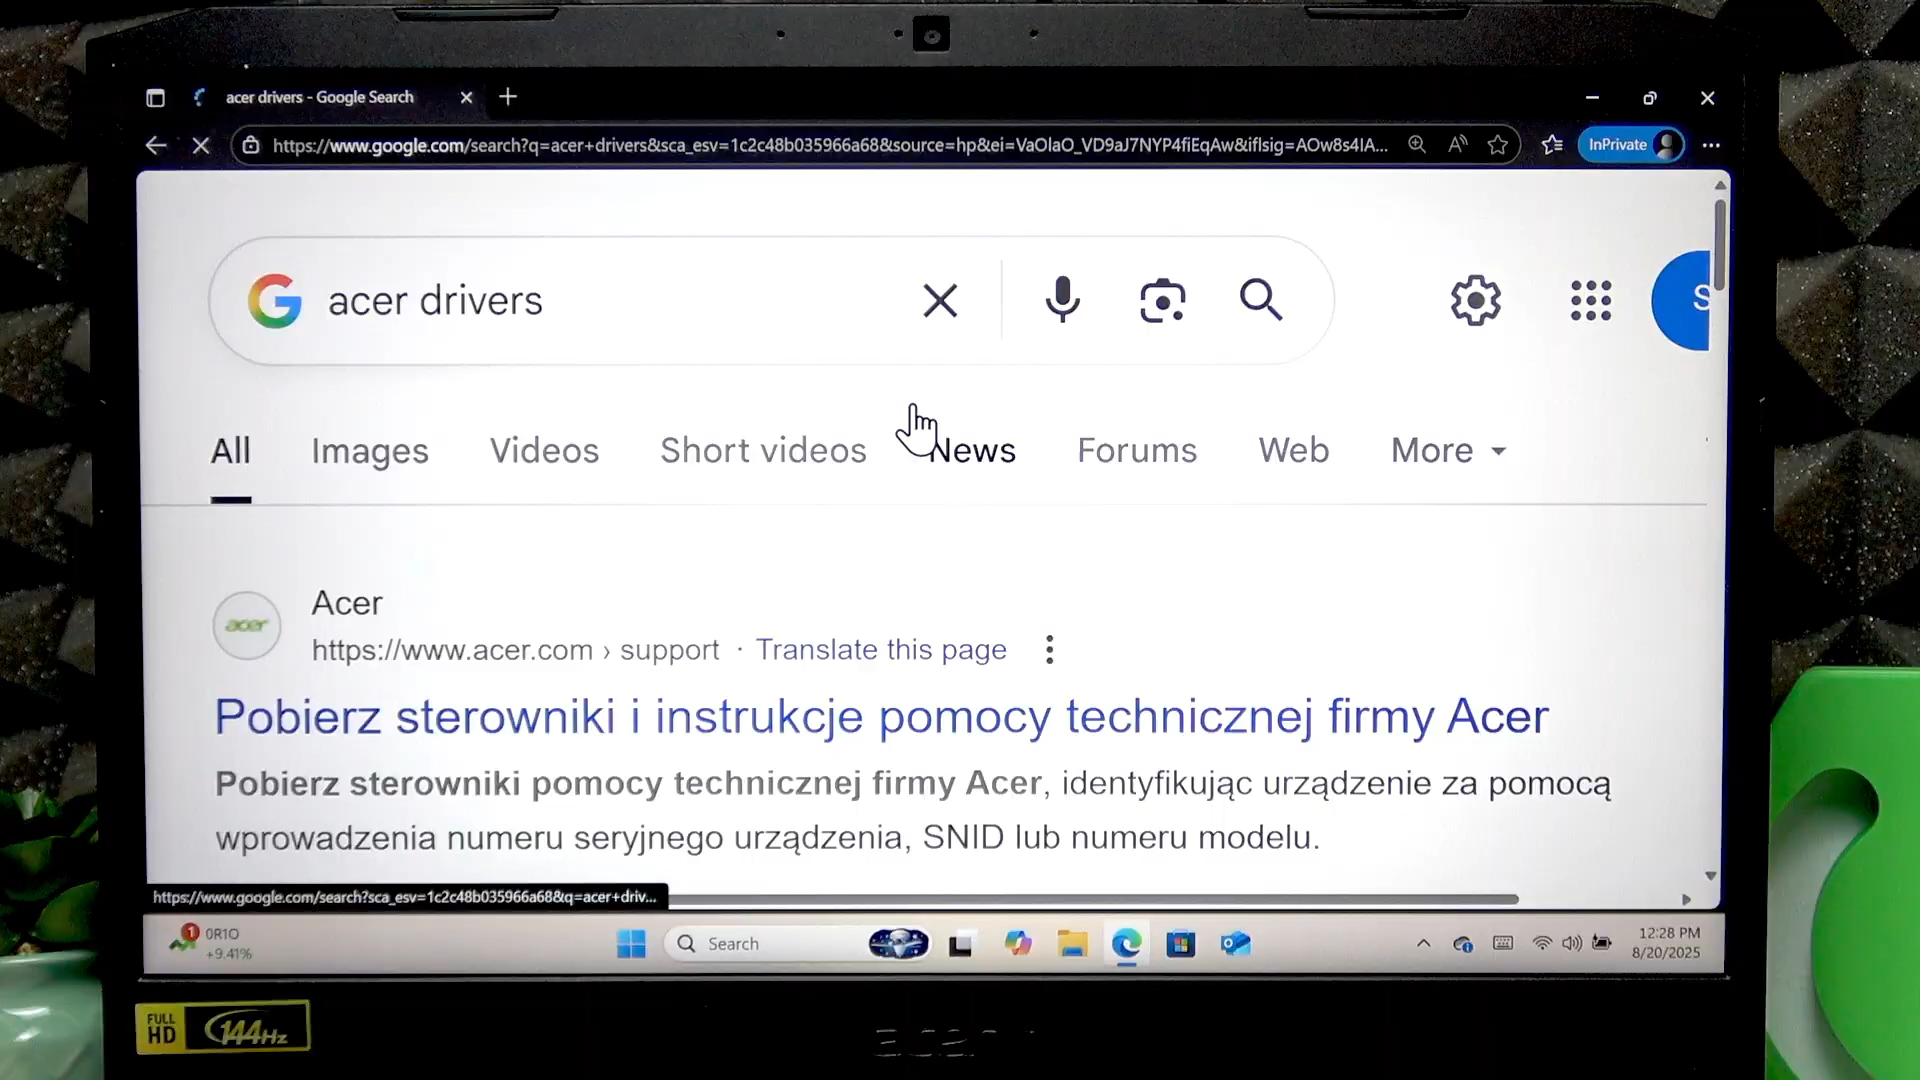 acer drivers - Google Search
https://www.google.com/search?q=acer+drivers&sca_esv=1c2c48b035966a68&source=hp&ei=VaOlaO_VD9aJ7NYP4fiEqAw&iflsig=AOw8s4IA...
InPrivate
acer drivers
S
All Images Videos Short videos News Forums Web More
acer
Acer
https://www.acer.com › support · Translate this page
Pobierz sterowniki i instrukcje pomocy technicznej firmy Acer
Pobierz sterowniki pomocy technicznej firmy Acer, identyfikując urządzenie za pomocą
wprowadzenia numeru seryjnego urządzenia, SNID lub numeru modelu.
https://www.google.com/search?sca_esv=1c2c48b035966a68&q=acer+driv...
1
0R1O
+9.41%
Search
12:28 PM
8/20/2025
FULL HD 144Hz
acer